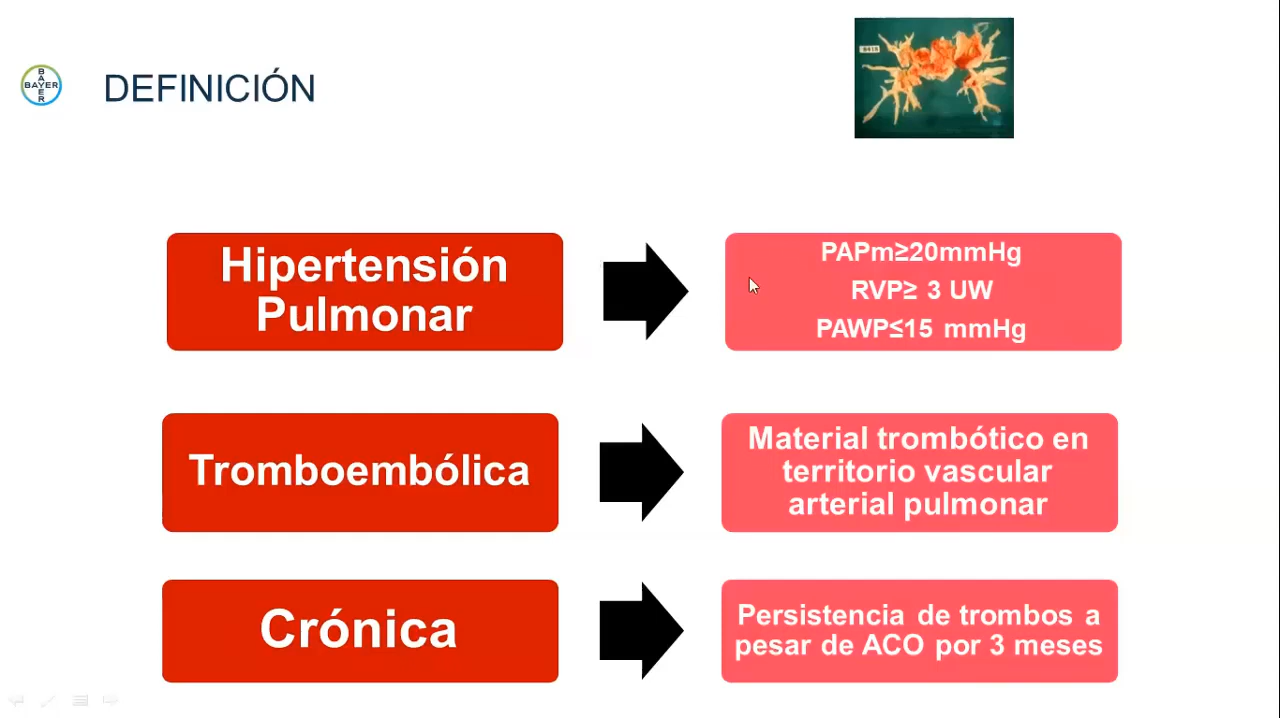 BAYER
BAYER
DEFINICIÓN
Hipertensión
Pulmonar
PAPm≥20mmHg
RVP≥ 3 UW
PAWP≤15 mmHg
Tromboembólica
Material trombótico en
territorio vascular
arterial pulmonar
Crónica
Persistencia de trombos a
pesar de ACO por 3 meses